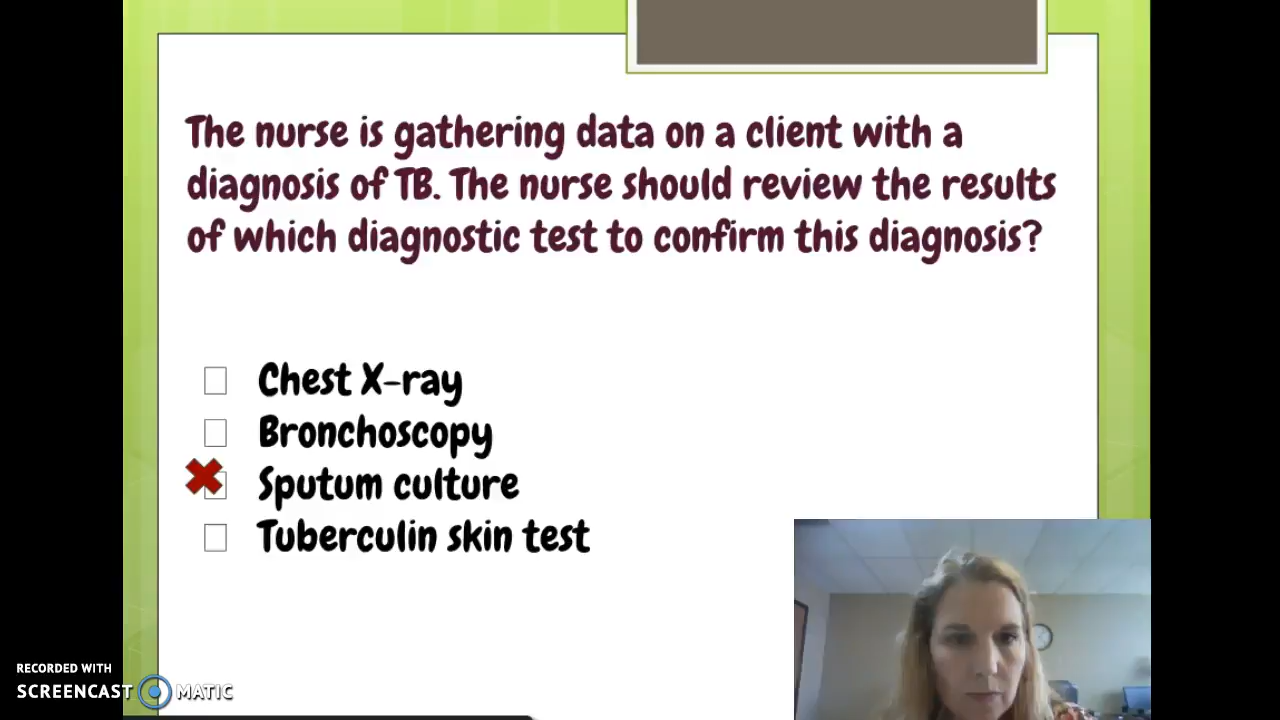 The nurse is gathering data on a client with a
diagnosis of TB. The nurse should review the results
of which diagnostic test to confirm this diagnosis?
Chest X-ray
Bronchoscopy
Sputum culture
Tuberculin skin test
RECORDED WITH
SCREENCAST MATIC